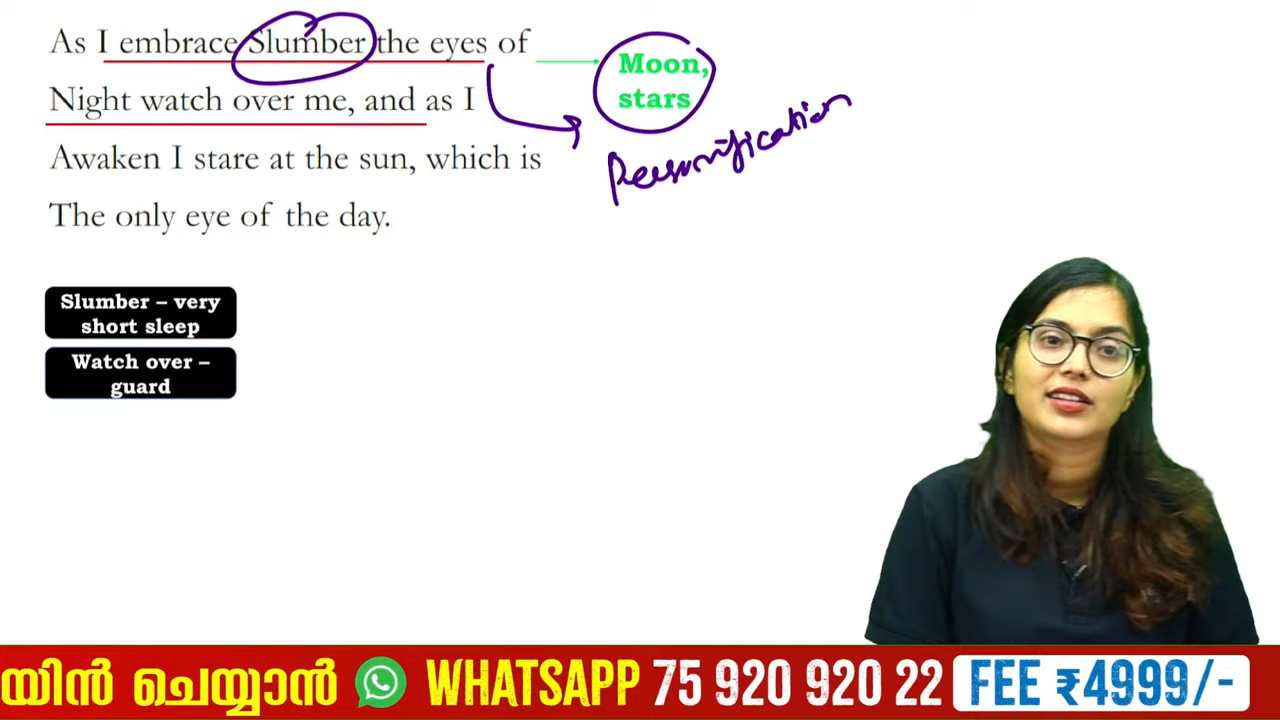 As I embrace Slumber the eyes of
Night watch over me, and as I
Awaken I stare at the sun, which is
The only eye of the day.
Moon,
stars
Personification
Slumber – very
short sleep
Watch over –
guard
യിൻ ചെയ്യാൻ WHATSAPP 75 920 920 22 FEE ₹4999/-